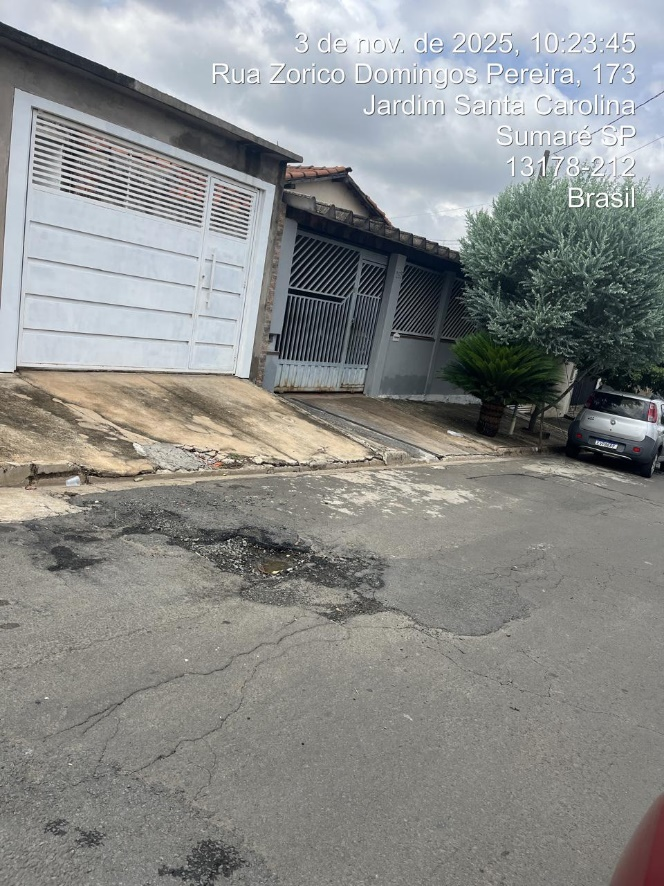 3 de nov. de 2025, 10:23:45
Rua Zorico Domingos Pereira, 173
Jardim Santa Carolina
Sumaré SP
13178-212
Brasil